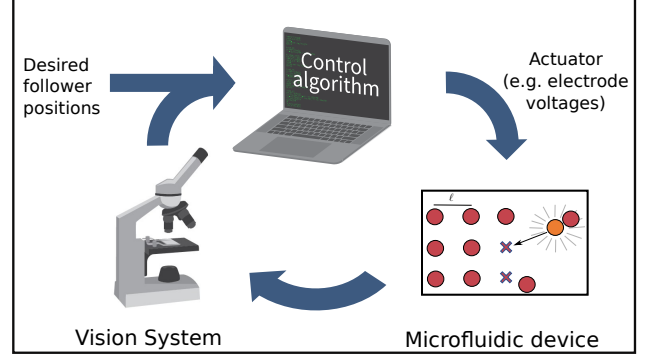 Desired
follower
positions
Control
algorithm
Actuator
(e.g. electrode
voltages)
ℓ
Vision System
Microfluidic device